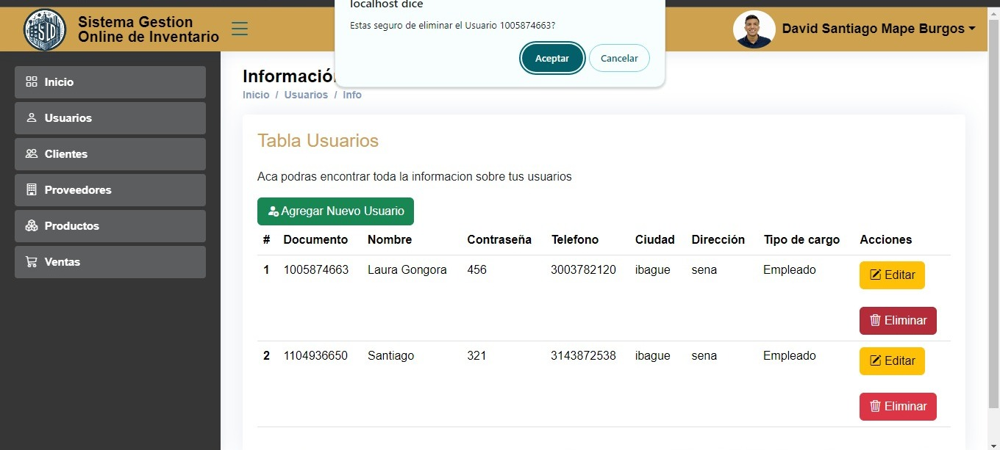 localhost dice
Estas seguro de eliminar el Usuario 1005874663?
Aceptar
Cancelar
Sistema Gestion
Online de Inventario
David Santiago Mape Burgos
Inicio
Usuarios
Clientes
Proveedores
Productos
Ventas
Inicio / Usuarios / Info
Tabla Usuarios
Aca podras encontrar toda la informacion sobre tus usuarios
Agregar Nuevo Usuario
# Documento Nombre Contraseña Telefono Ciudad Dirección Tipo de cargo Acciones
1 1005874663 Laura Gongora 456 3003782120 ibague sena Empleado Editar
Eliminar
2 1104936650 Santiago 321 3143872538 ibague sena Empleado Editar
Eliminar